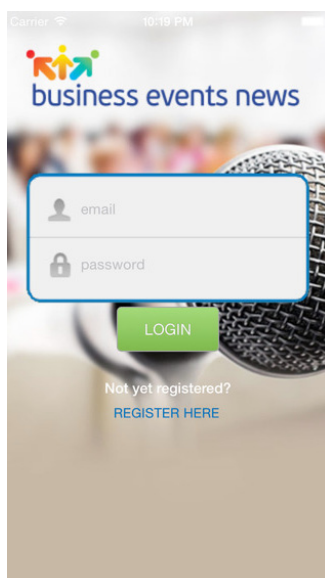 Carrier 10:19 PM
business events news
email
password
LOGIN
Not yet registered?
REGISTER HERE